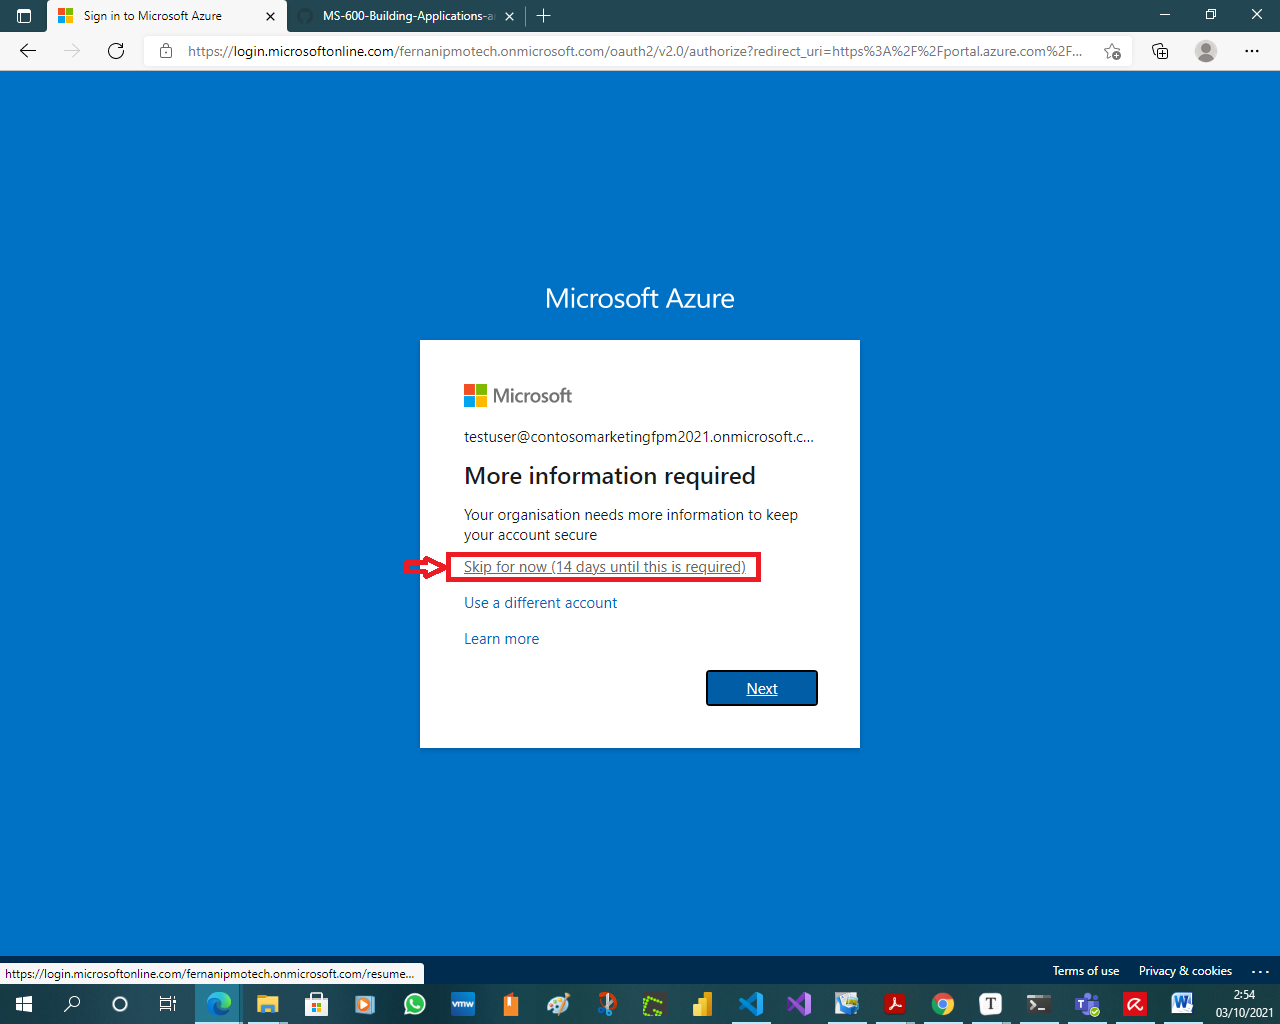 Sign in to Microsoft Azure
MS-600-Building-Applications-a
https://login.microsoftonline.com/fernanipmotech.onmicrosoft.com/oauth2/v2.0/authorize?redirect_uri=https%3A%2F%2Fportal.azure.com%2F...
Microsoft Azure
Microsoft
testuser@contosomarketingfpm2021.onmicrosoft.c...
More information required
Your organisation needs more information to keep
your account secure
Skip for now (14 days until this is required)
Use a different account
Learn more
Next
https://login.microsoftonline.com/fernanipmotech.onmicrosoft.com/resume...
Terms of use
Privacy & cookies
vmw
T
2:54
03/10/2021